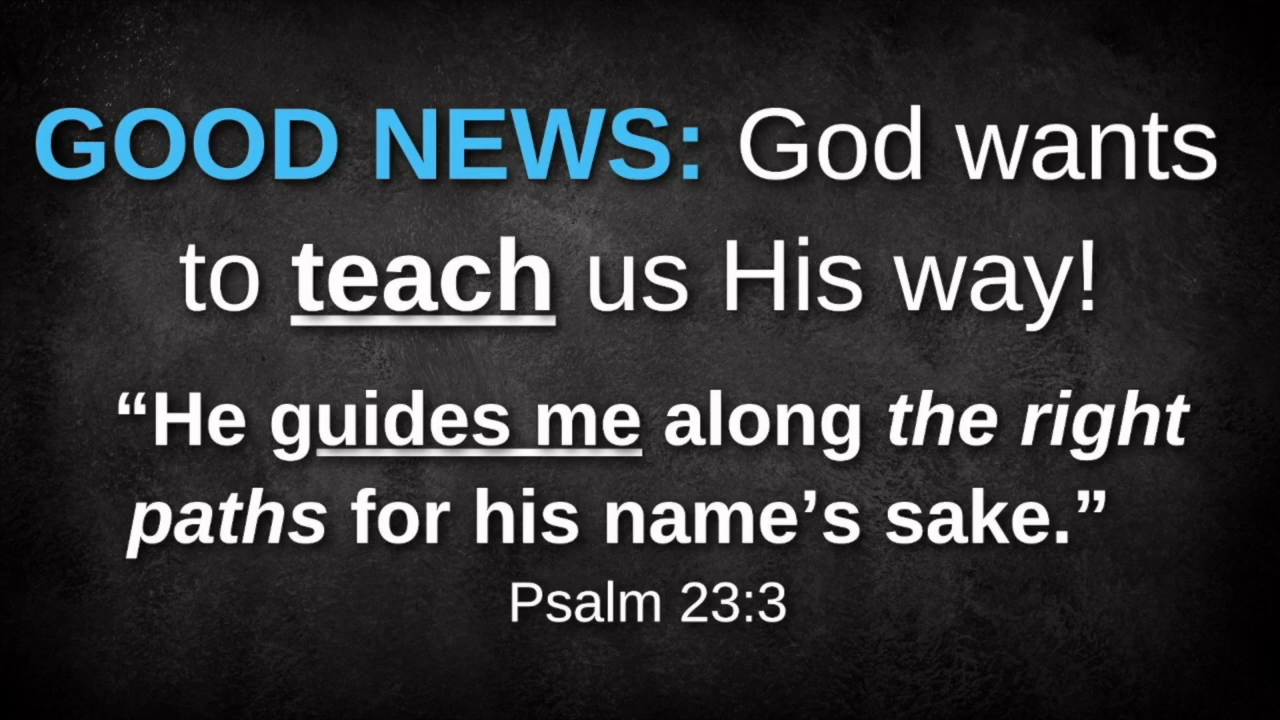 GOOD NEWS: God wants
to teach us His way!
“He guides me along the right
paths for his name’s sake.”
Psalm 23:3